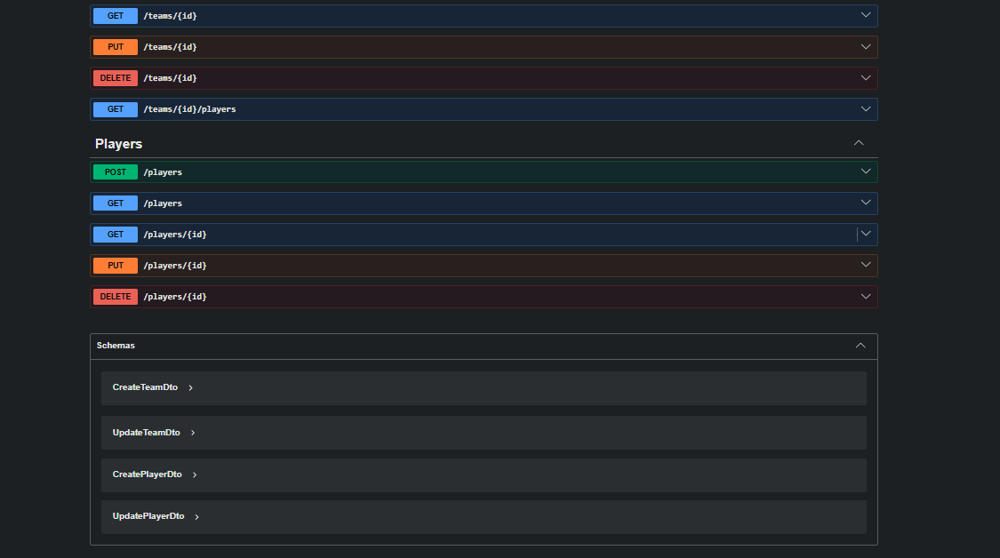 GET /teams/{id}
PUT /teams/{id}
DELETE /teams/{id}
GET /teams/{id}/players
Players
POST /players
GET /players
GET /players/{id}
PUT /players/{id}
DELETE /players/{id}
Schemas
CreateTeamDto
UpdateTeamDto
CreatePlayerDto
UpdatePlayerDto